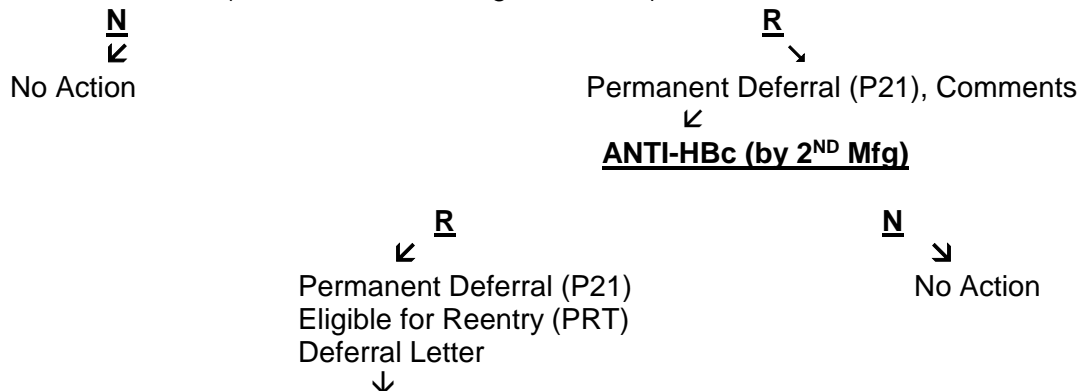 N R
No Action Permanent Deferral (P21), Comments
ANTI-HBc (by 2ND Mfg)
R N
Permanent Deferral (P21) No Action
Eligible for Reentry (PRT)
Deferral Letter